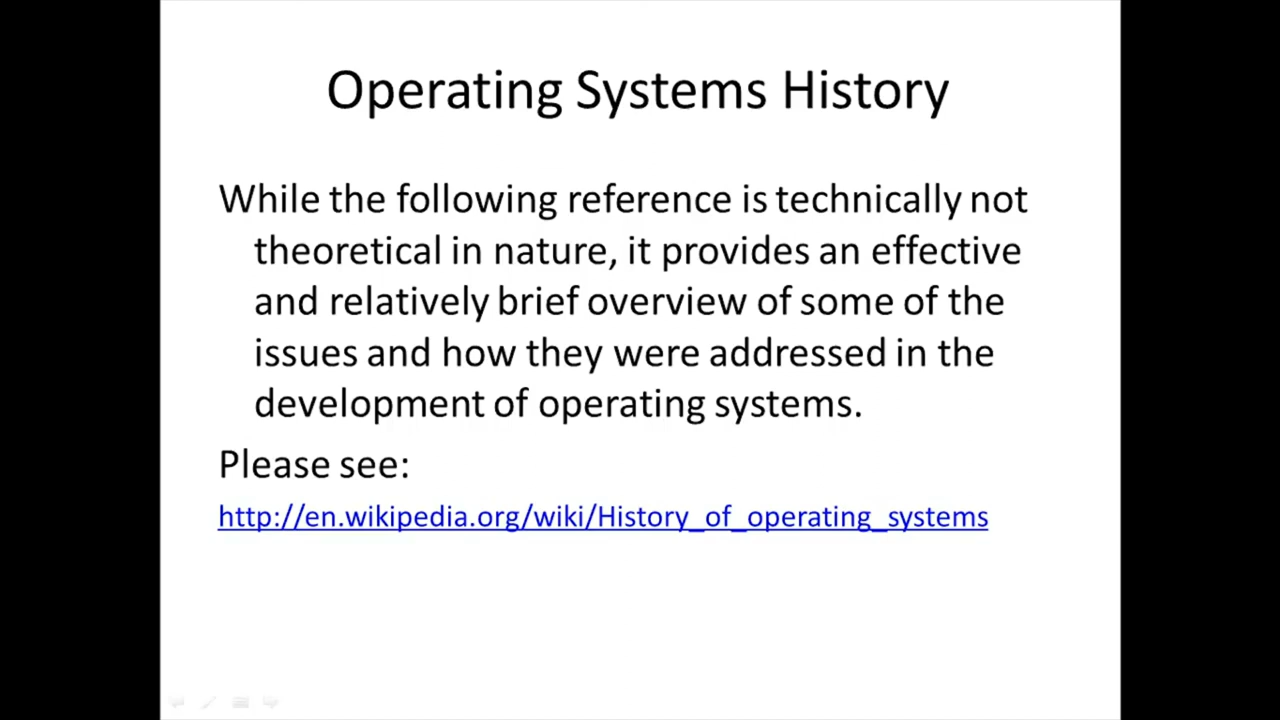 Operating Systems History
While the following reference is technically not
theoretical in nature, it provides an effective
and relatively brief overview of some of the
issues and how they were addressed in the
development of operating systems.
Please see:
http://en.wikipedia.org/wiki/History_of_operating_systems